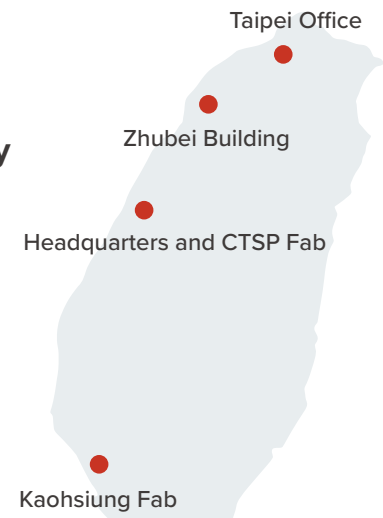 Taipei Office
Zhubei Building
y
Headquarters and CTSP Fab
Kaohsiung Fab